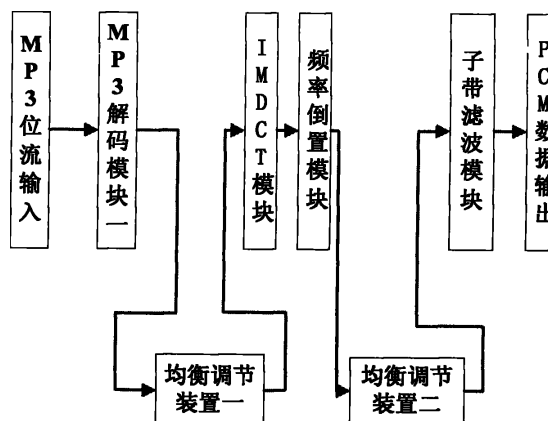 MP3位流输入
MP3解码模块一
IMDCT模块
频率倒置模块
子带滤波模块
PCM数据输出
均衡调节
装置一
均衡调节
装置二